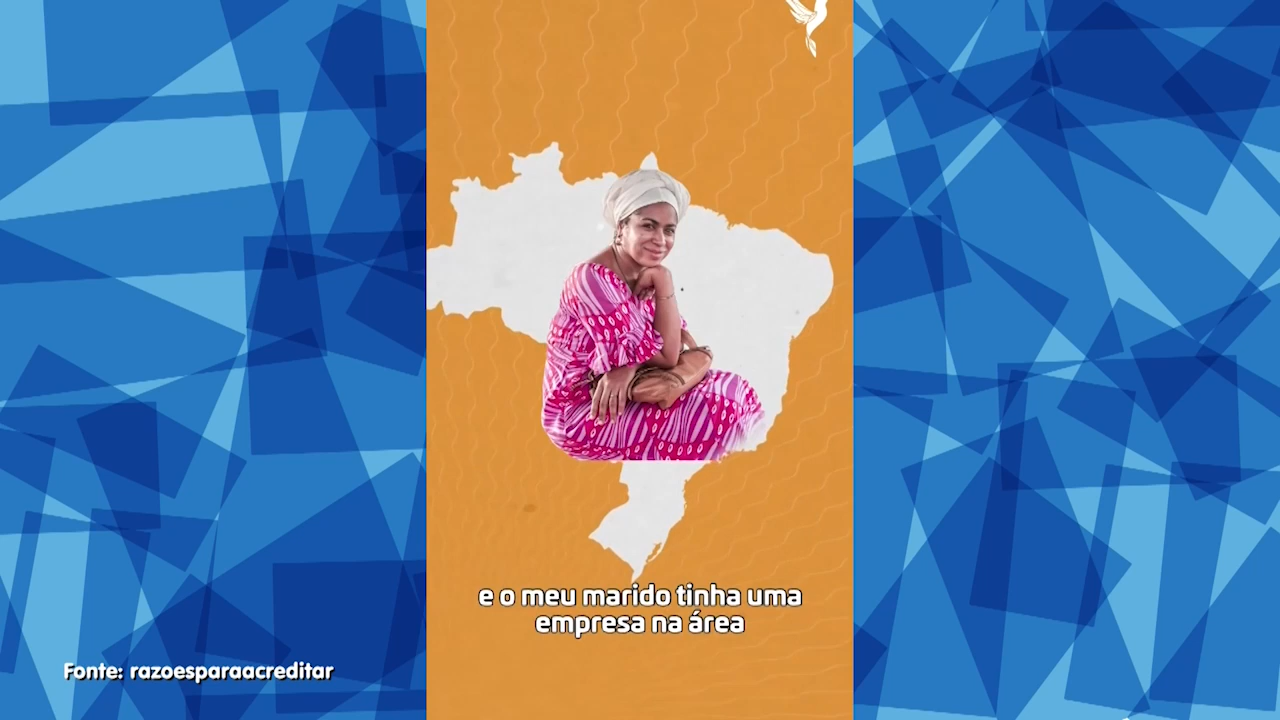 e o meu marido tinha uma
empresa na área
Fonte: razoesparaacreditar